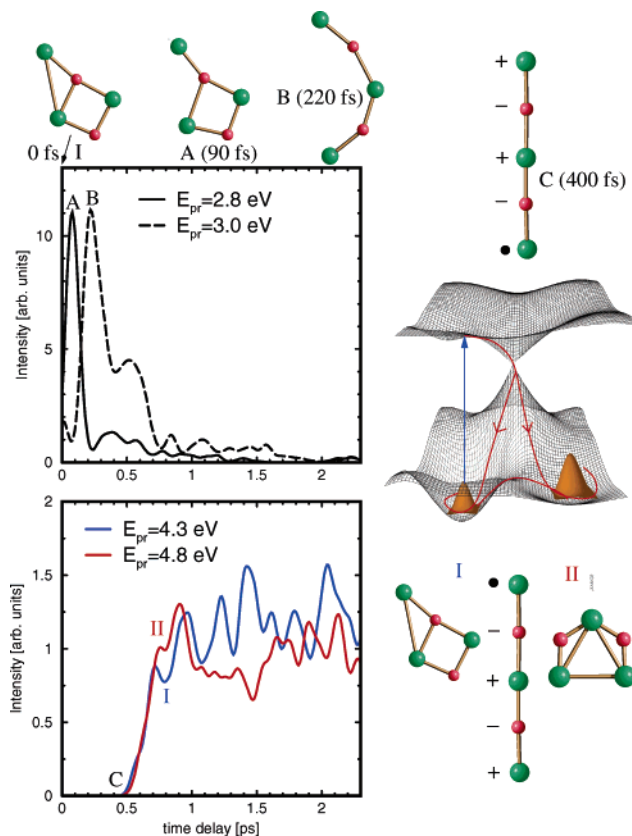 0 fs
I
A (90 fs)
B (220 fs)
+
−
+
−
C (400 fs)
A
B
E_pr=2.8 eV
E_pr=3.0 eV
Intensity [arb. units]
10
5
0
0
0.5
1
1.5
2
E_pr=4.3 eV
E_pr=4.8 eV
Intensity [arb. units]
2
1.5
1
0.5
0
II
I
C
0
0.5
1
1.5
2
time delay [ps]
I
II
−
+
−
+